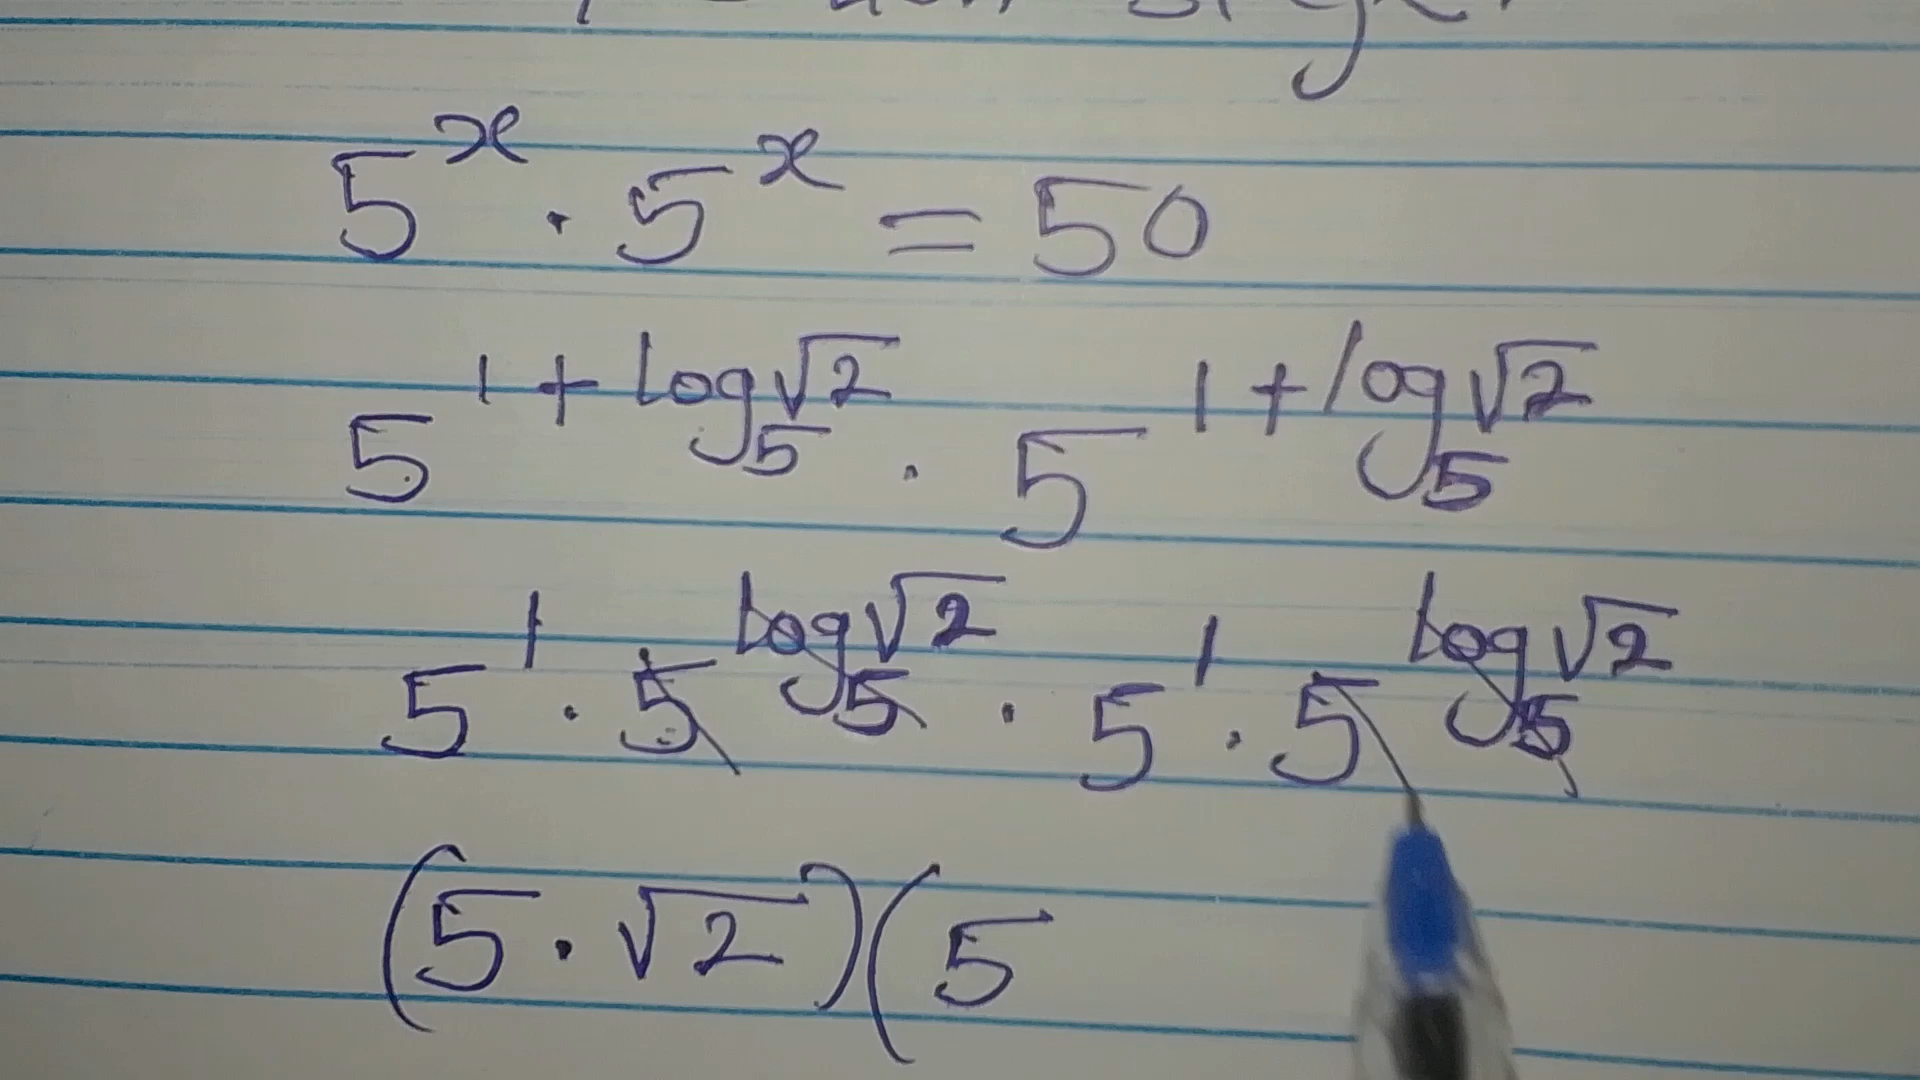 5^x · 5^x = 50
5^(1 + log_5 √2) · 5^(1 + log_5 √2)
5^1 · 5^(log_5 √2) · 5^1 · 5^(log_5 √2)
(5 · √2)(5